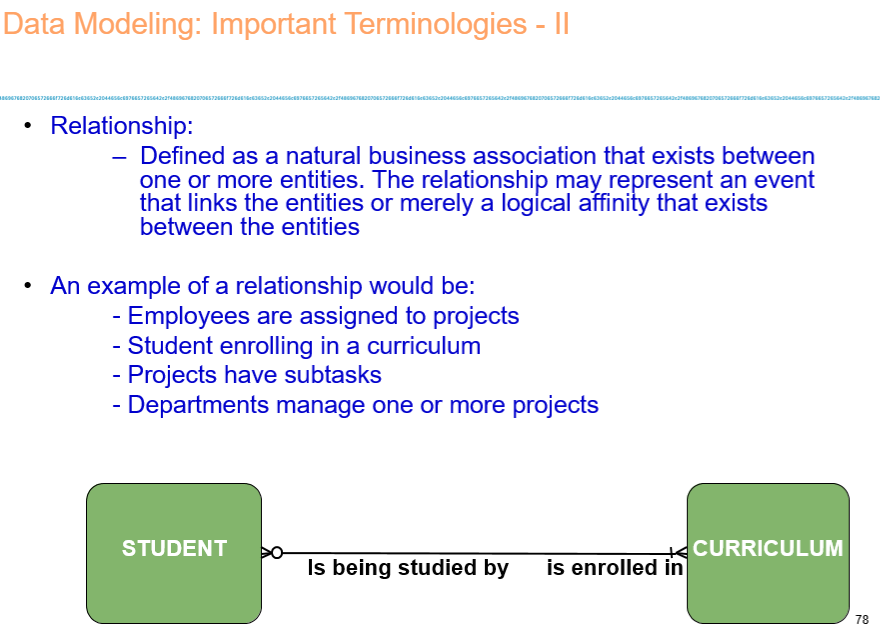 Data Modeling: Important Terminologies - II
• Relationship:
– Defined as a natural business association that exists between
one or more entities. The relationship may represent an event
that links the entities or merely a logical affinity that exists
between the entities
• An example of a relationship would be:
- Employees are assigned to projects
- Student enrolling in a curriculum
- Projects have subtasks
- Departments manage one or more projects
STUDENT
CURRICULUM
Is being studied by is enrolled in
78